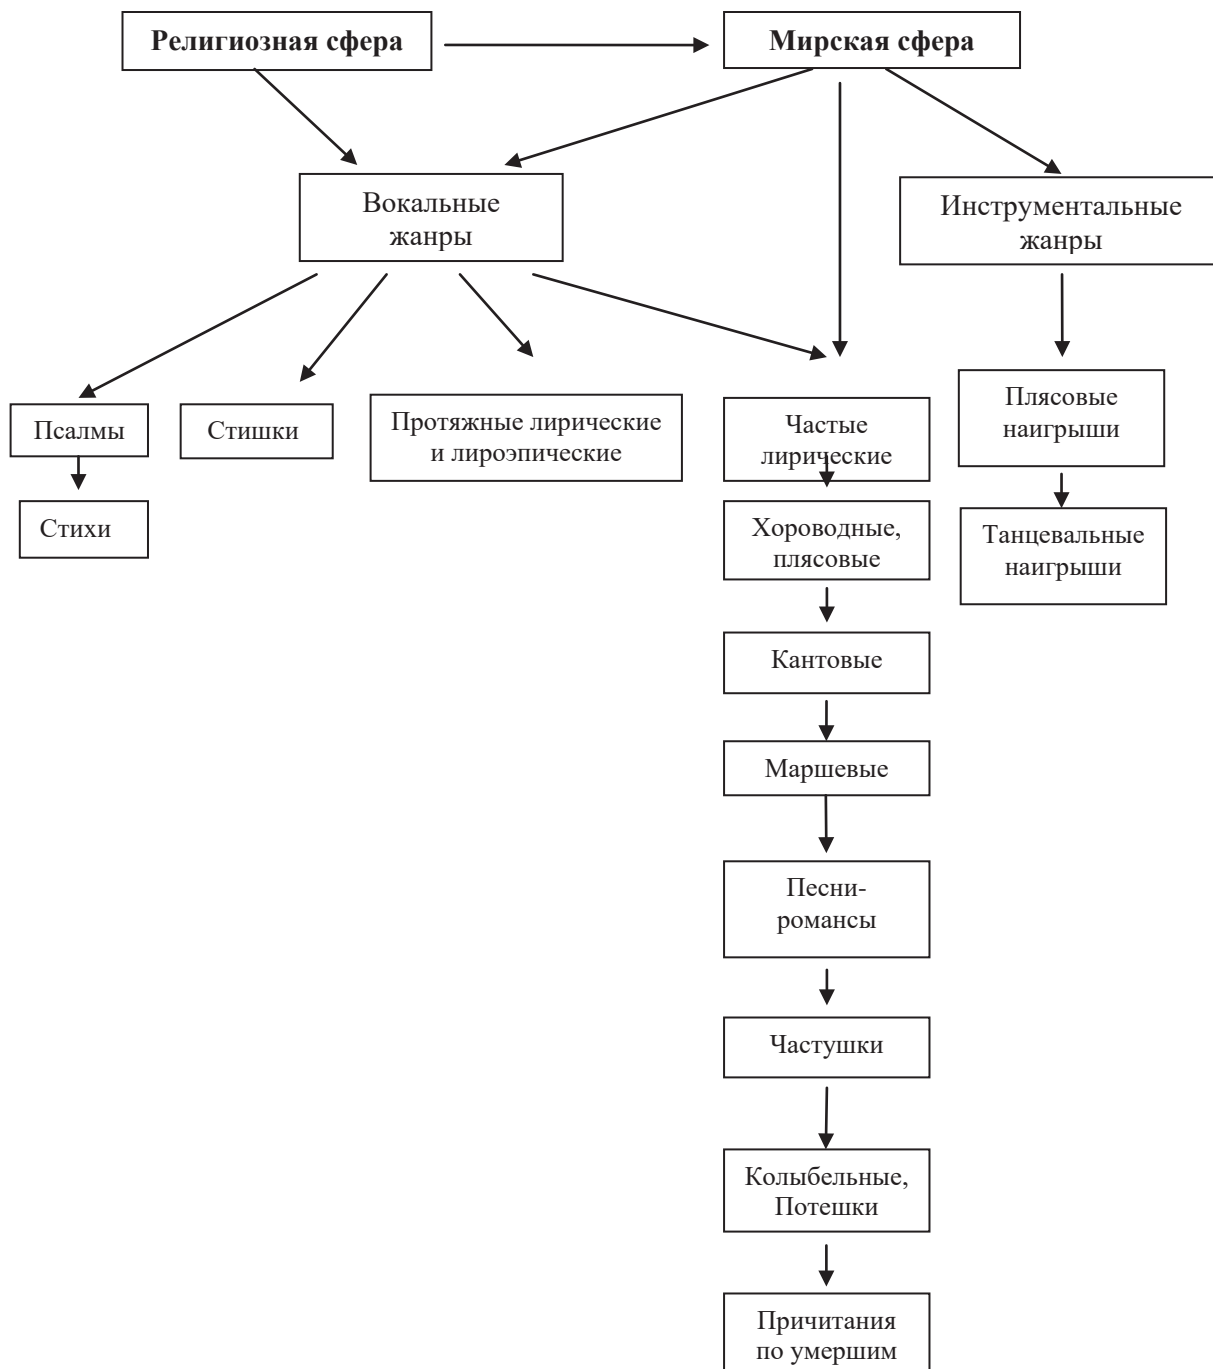 Религиозная сфера
Мирская сфера
Вокальные
жанры
Инструментальные
жанры
Псалмы
Стихи
Стишки
Протяжные лирические
и лироэпические
Частые
лирические
Хороводные,
плясовые
Кантовые
Маршевые
Песни-
романсы
Частушки
Колыбельные,
Потешки
Причитания
по умершим
Плясовые
наигрыши
Танцевальные
наигрыши